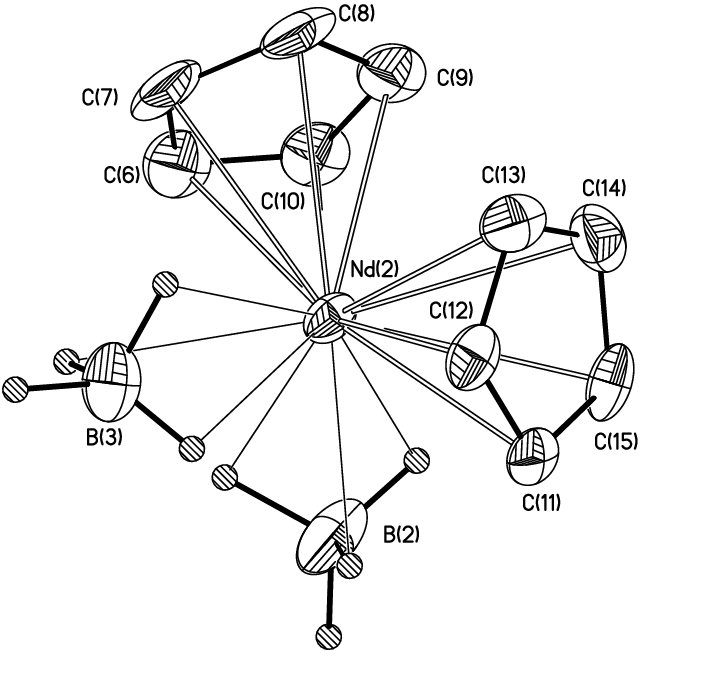 C(8)
C(9)
C(7)
C(6)
C(10)
C(13)
C(14)
Nd(2)
C(12)
B(3)
C(15)
C(11)
B(2)